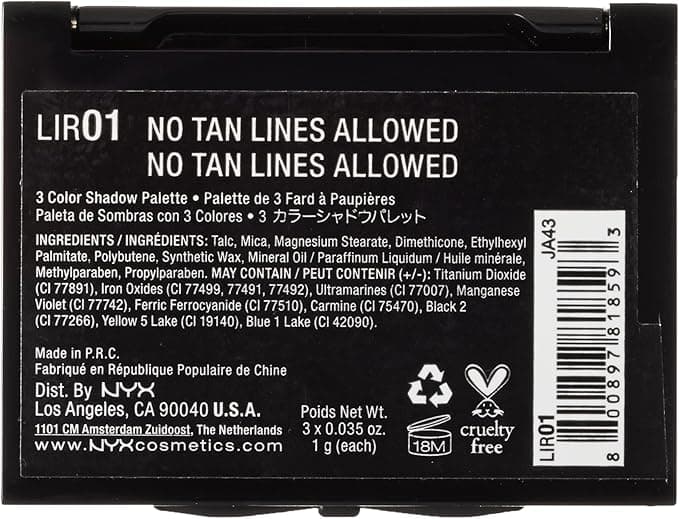 LIR01 NO TAN LINES ALLOWED
NO TAN LINES ALLOWED
3 Color Shadow Palette • Palette de 3 Fard à Paupières
Paleta de Sombras con 3 Colores • 3 カラーシャドウパレット
INGREDIENTS / INGRÉDIENTS: Talc, Mica, Magnesium Stearate, Dimethicone, Ethylhexyl
Palmitate, Polybutene, Synthetic Wax, Mineral Oil / Paraffinum Liquidum / Huile minérale,
Methylparaben, Propylparaben. MAY CONTAIN / PEUT CONTENIR (+/-): Titanium Dioxide
(CI 77891), Iron Oxides (CI 77499, 77491, 77492), Ultramarines (CI 77007), Manganese
Violet (CI 77742), Ferric Ferrocyanide (CI 77510), Carmine (CI 75470), Black 2
(CI 77266), Yellow 5 Lake (CI 19140), Blue 1 Lake (CI 42090).
Made in P.R.C.
Fabriqué en République Populaire de Chine
Dist. By NYX
Los Angeles, CA 90040 U.S.A.
1101 CM Amsterdam Zuidoost, The Netherlands
www.NYXcosmetics.com
Poids Net Wt.
3 x 0.035 oz.
1 g (each)
18M
cruelty
free
LIR01
JA43
8 00897 81859 3